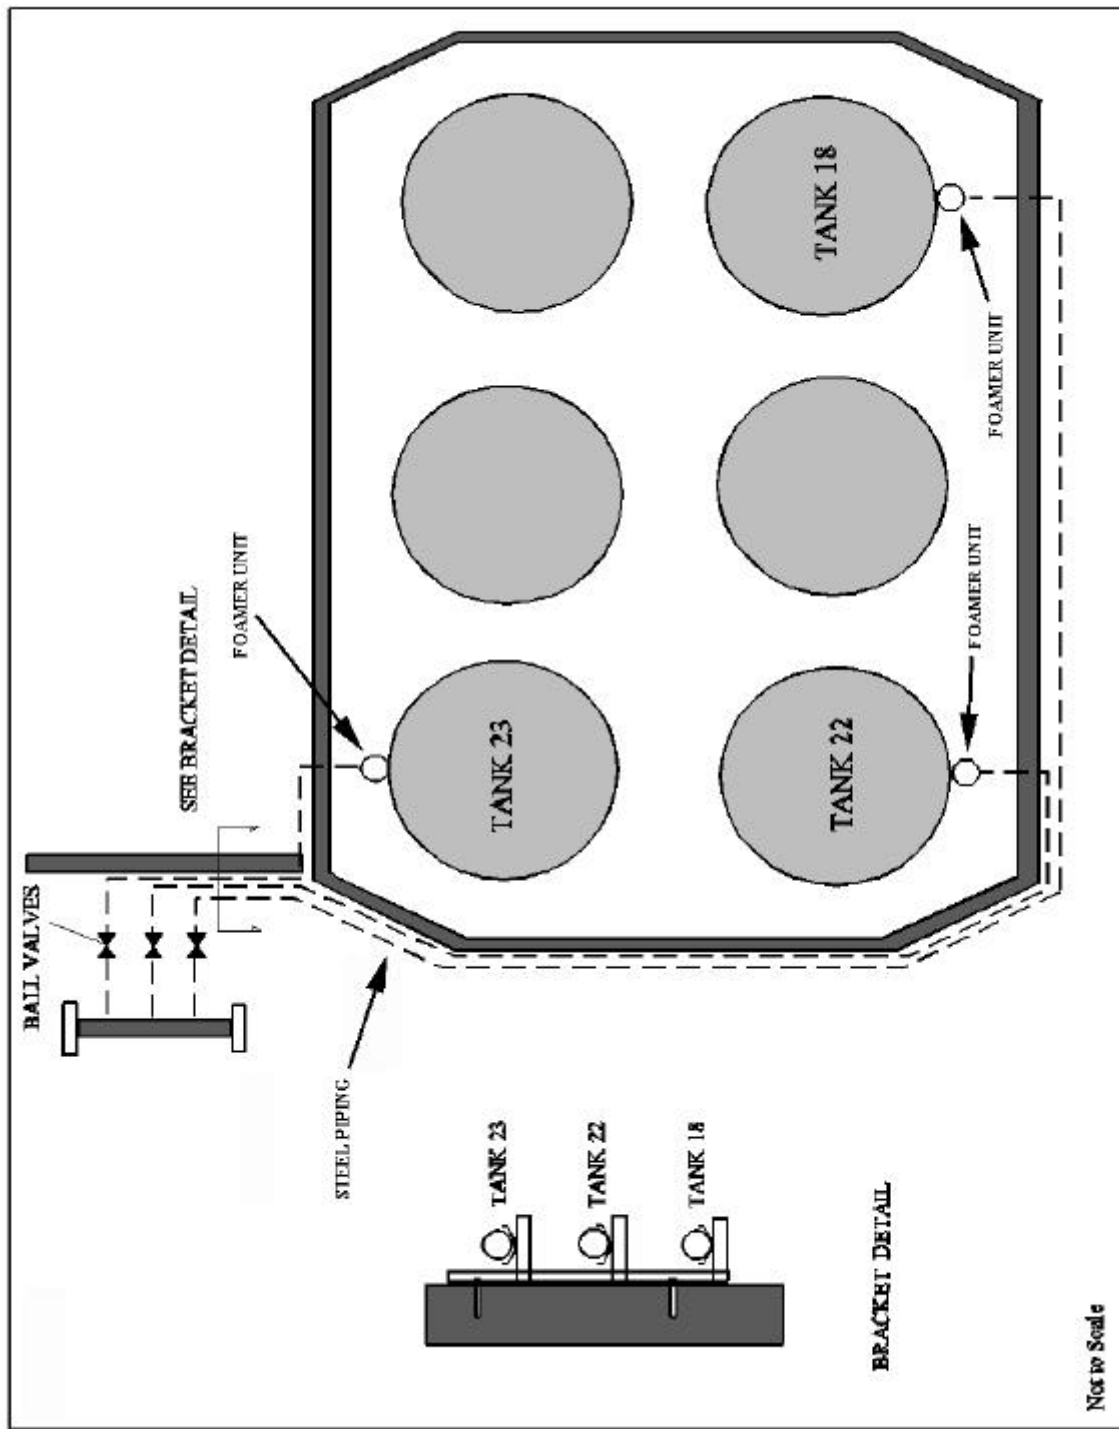 BALL VALVES
SEE BRACKET DETAIL
FOAMER UNIT
STEEL PIPING
TANK 23
TANK 23
TANK 22
TANK 18
TANK 22
TANK 18
BRACKET DETAIL
FOAMER UNIT
FOAMER UNIT
Not to Scale